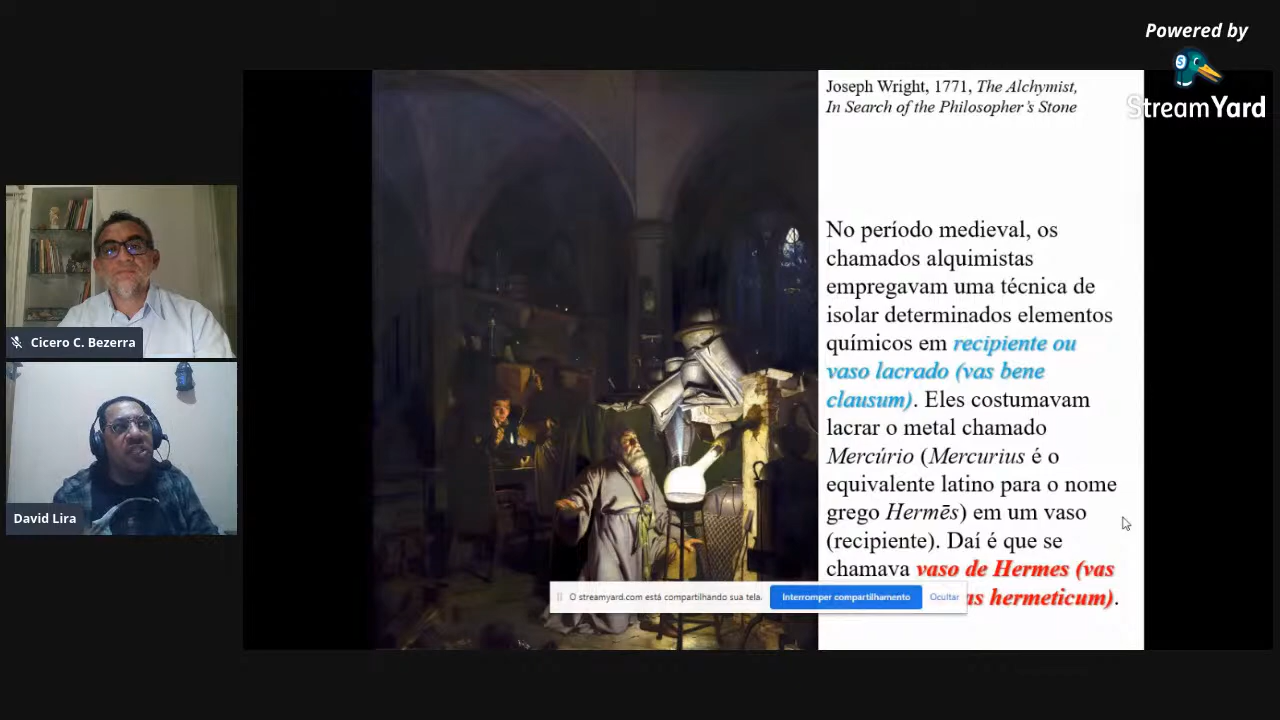 Powered by
StreamYard
Joseph Wright, 1771, The Alchymist,
In Search of the Philosopher's Stone
No período medieval, os
chamados alquimistas
empregavam uma técnica de
isolar determinados elementos
químicos em recipiente ou
vaso lacrado (vas bene
clausum). Eles costumavam
lacrar o metal chamado
Mercúrio (Mercurius é o
equivalente latino para o nome
grego Hermēs) em um vaso
(recipiente). Daí é que se
chamava vaso de Hermes (vas
hermeticum).
O streamyard.com está compartilhando sua tela.
Interromper compartilhamento
Ocultar
Cicero C. Bezerra
David Lira